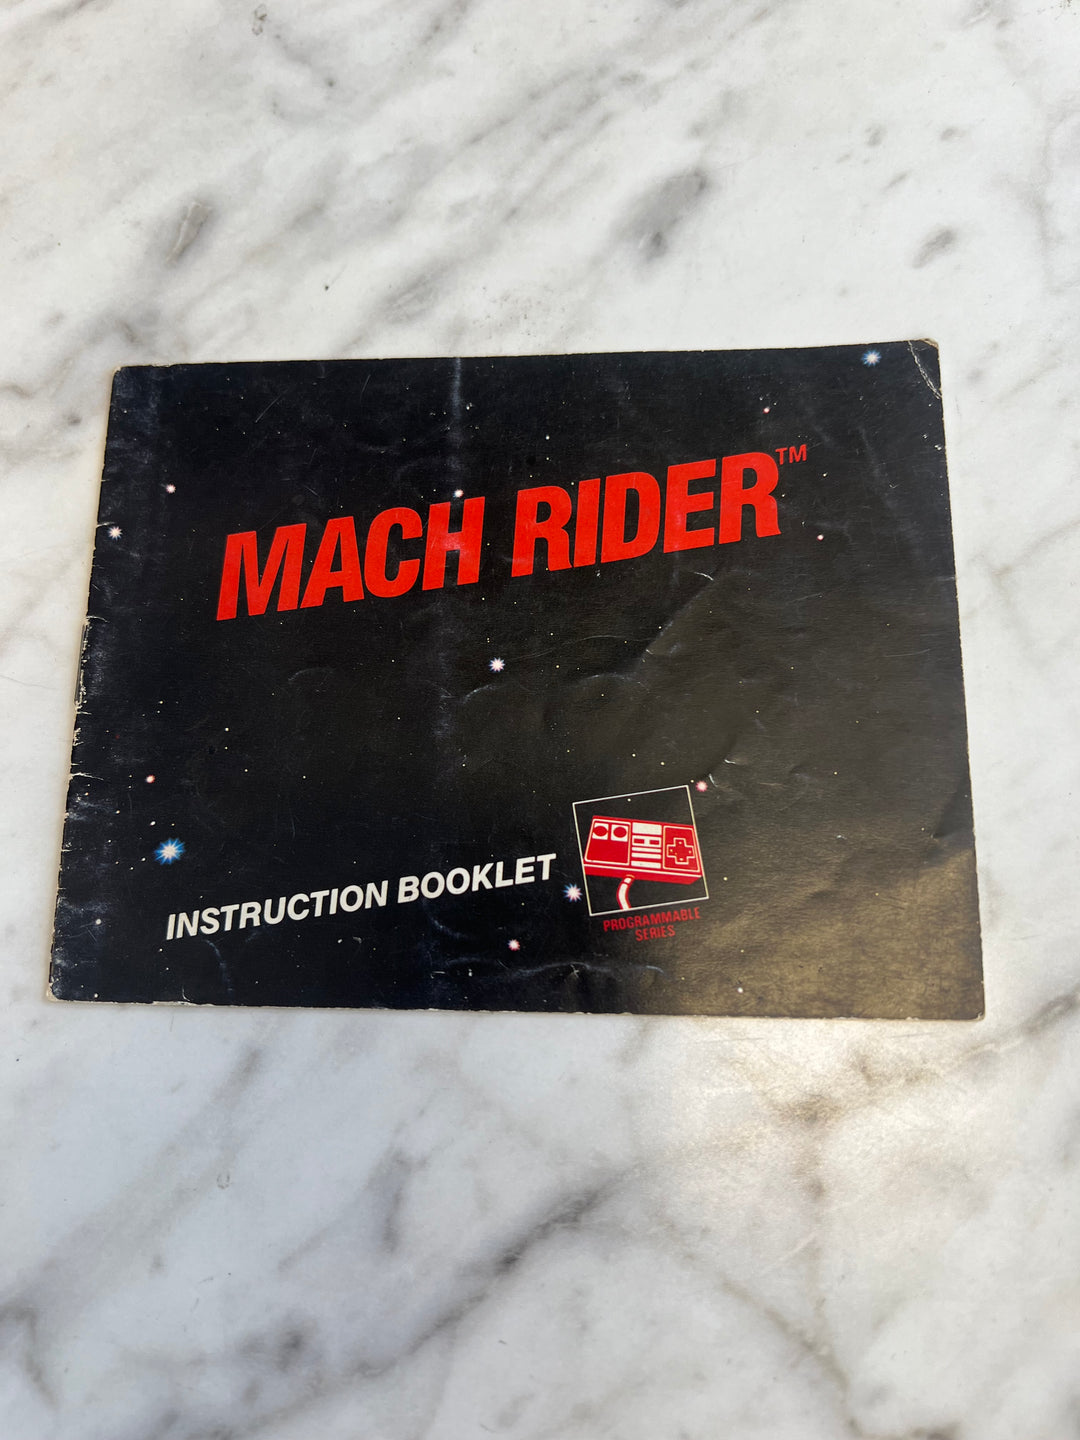 MACH RIDER™
INSTRUCTION BOOKLET
PROGRAMMABLE
SERIES